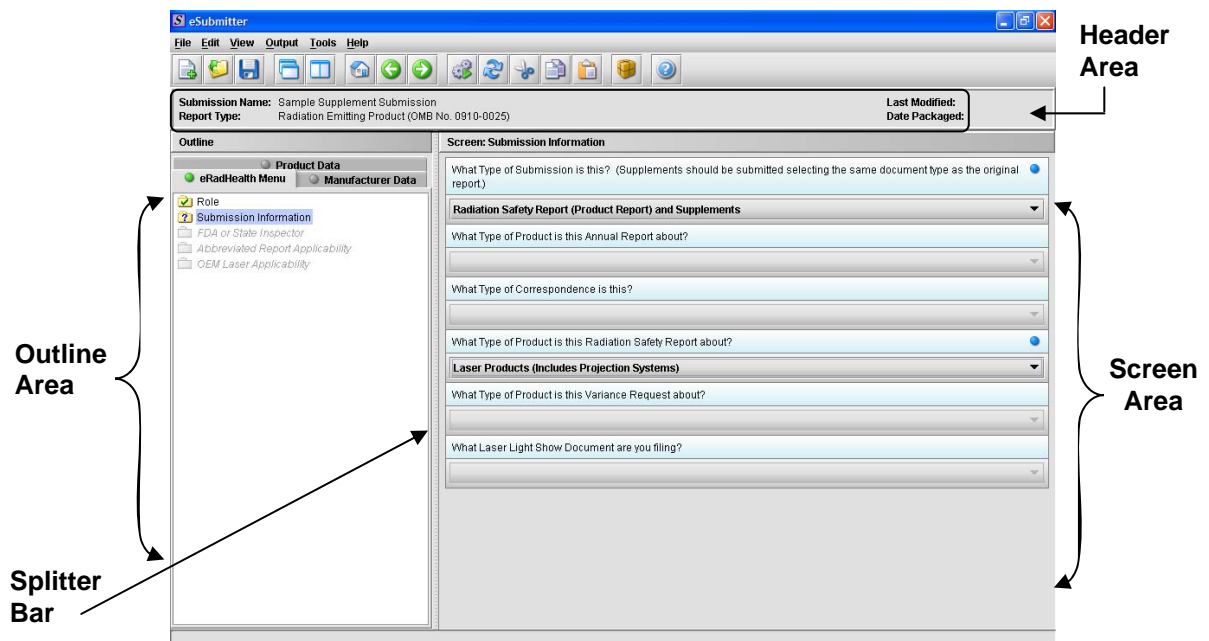 eSubmitter
File Edit View Output Tools Help
Header
Area
Submission Name: Sample Supplement Submission Last Modified:
Report Type: Radiation Emitting Product (OMB No. 0910-0025) Date Packaged:
Outline Screen: Submission Information
Product Data
eRadHealth Menu Manufacturer Data
Role
Submission Information
FDA or State Inspector
Abbreviated Report Applicability
OEM Laser Applicability
What Type of Submission is this? (Supplements should be submitted selecting the same document type as the original
report.)
Radiation Safety Report (Product Report) and Supplements
What Type of Product is this Annual Report about?
What Type of Correspondence is this?
What Type of Product is this Radiation Safety Report about?
Laser Products (Includes Projection Systems)
What Type of Product is this Variance Request about?
What Laser Light Show Document are you filing?
Outline
Area
Screen
Area
Splitter
Bar